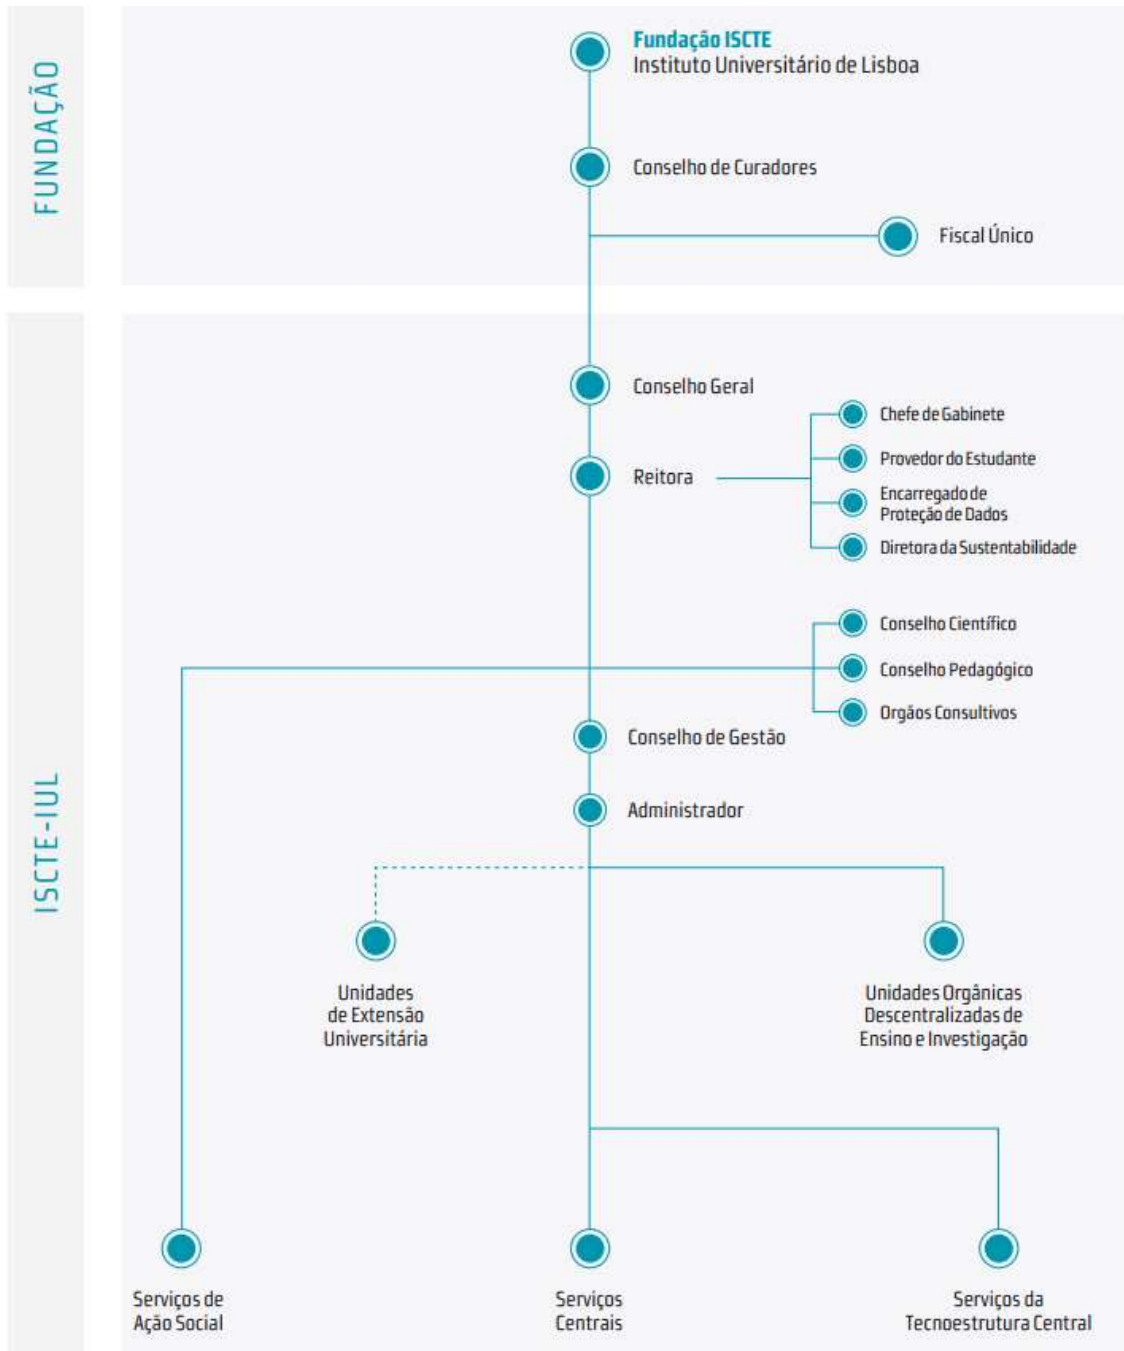 FUNDAÇÃO
Fundação ISCTE
Instituto Universitário de Lisboa
Conselho de Curadores
Fiscal Único
ISCTE-IUL
Conselho Geral
Chefe de Gabinete
Provedor do Estudante
Reitora
Encarregado de
Proteção de Dados
Diretora da Sustentabilidade
Conselho Científico
Conselho Pedagógico
Orgãos Consultivos
Conselho de Gestão
Administrador
Unidades
de Extensão
Universitária
Unidades Orgânicas
Descentralizadas de
Ensino e Investigação
Serviços de
Ação Social
Serviços
Centrais
Serviços da
Tecnoestrutura Central